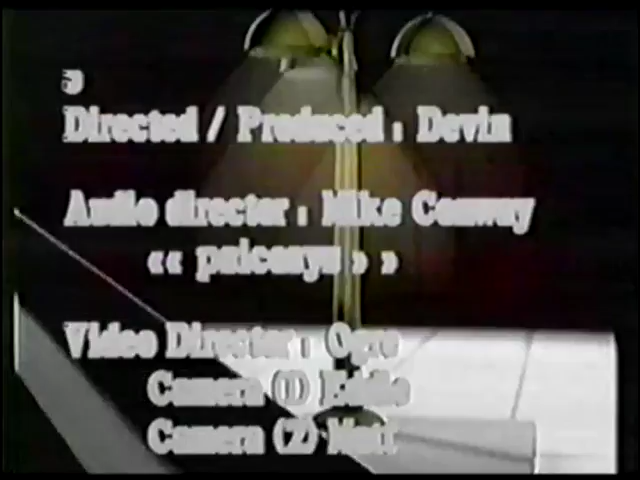 Directed / Produced : Devin
Audio director : Mike Conway
Video Director : Ogre
Camera (1) Eddie
Camera (2) Matt